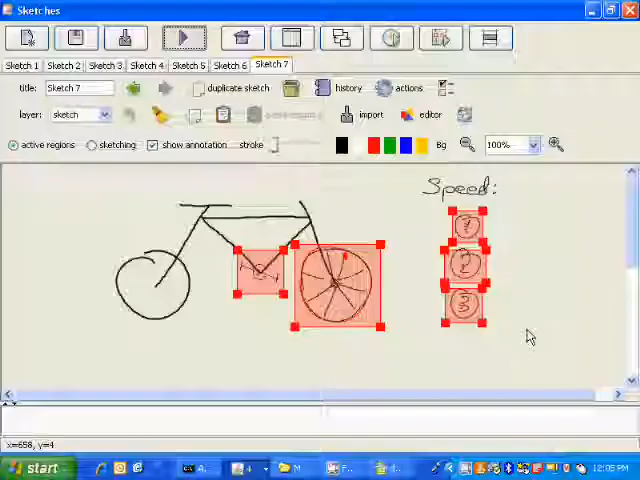 Sketches
Sketch 1 Sketch 2 Sketch 3 Sketch 4 Sketch 5 Sketch 6 Sketch 7
title: Sketch 7 duplicate sketch history actions
layer: sketch import editor
active regions sketching show annotation stroke Bg 100%
Speed:
1
2
3
x=658, y=4
start A... 4 M F... 12:05 PM